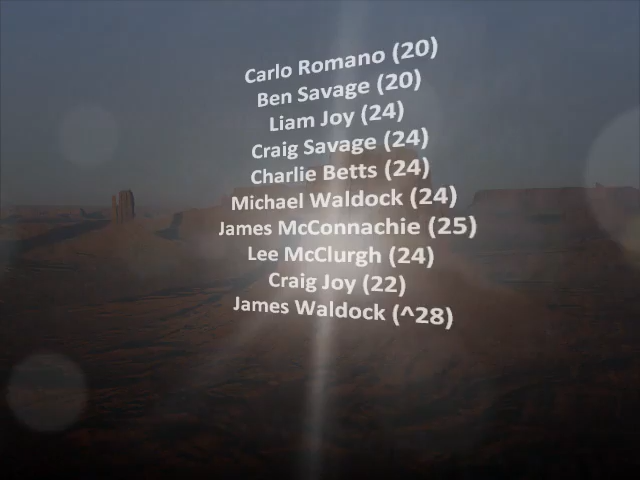 Carlo Romano (20)
Ben Savage (20)
Liam Joy (24)
Craig Savage (24)
Charlie Betts (24)
Michael Waldock (24)
James McConnachie (25)
Lee McClurgh (24)
Craig Joy (22)
James Waldock (^28)